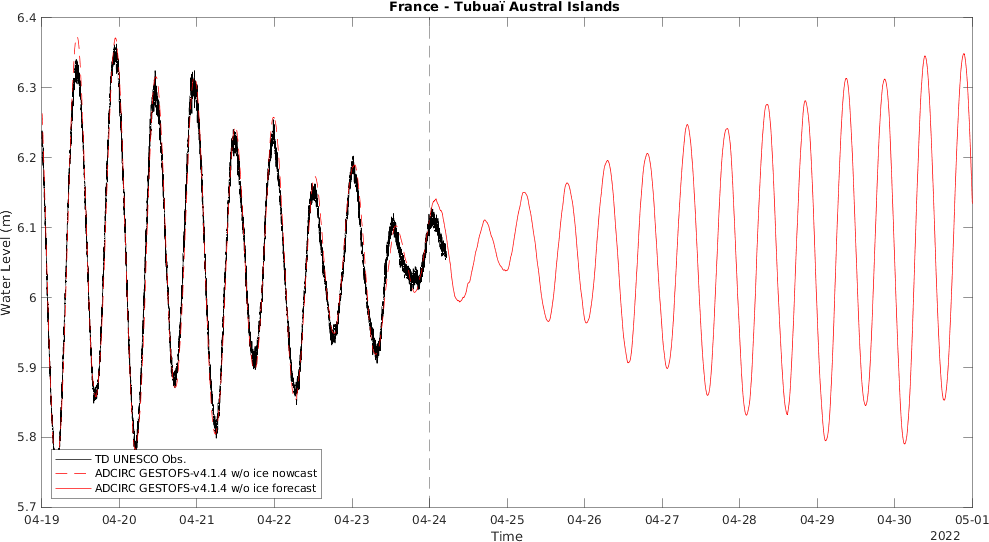 France - Tubuaï Austral Islands
6.4
6.3
6.2
6.1
6
5.9
5.8
5.7
Water Level (m)
TD UNESCO Obs.
ADCIRC GESTOFS-v4.1.4 w/o ice nowcast
ADCIRC GESTOFS-v4.1.4 w/o ice forecast
04-19 04-20 04-21 04-22 04-23 04-24 04-25 04-26 04-27 04-28 04-29 04-30 05-01
Time
2022